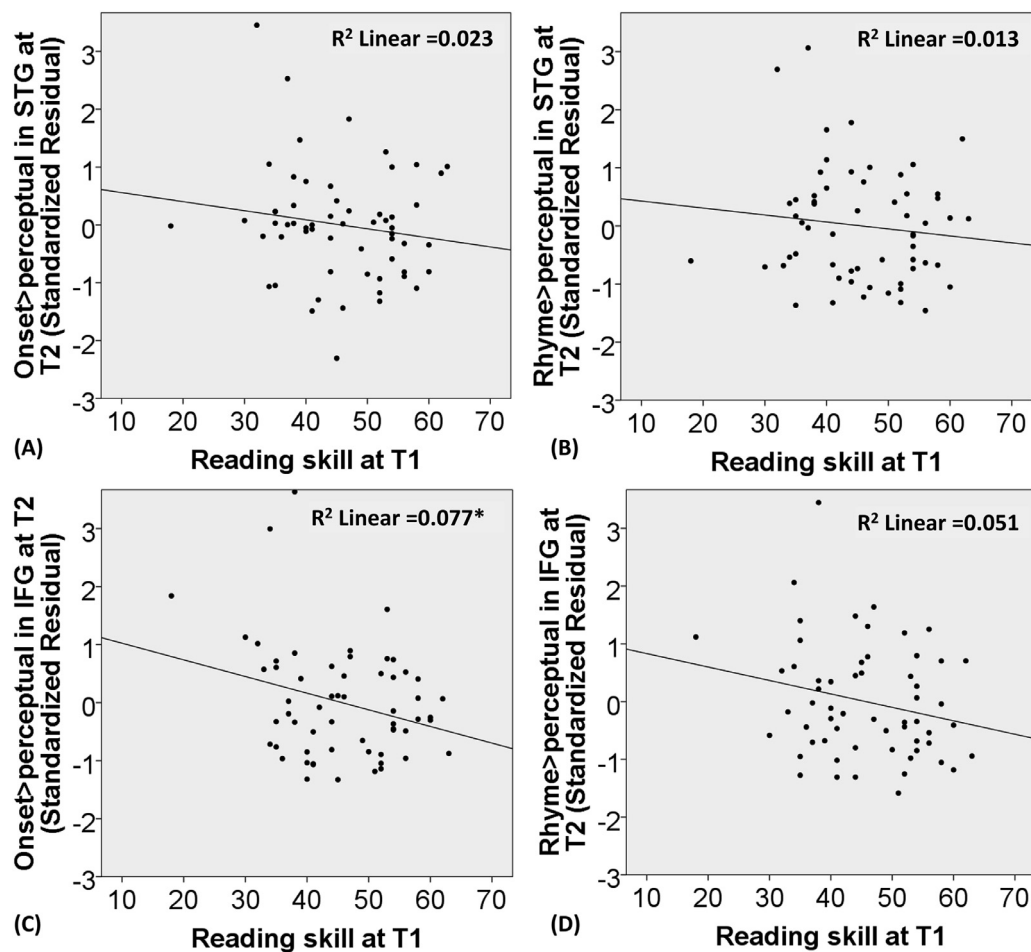 Onset>perceptual in STG at
T2 (Standardized Residual)
R² Linear =0.023
3
2
1
0
-1
-2
-3
10 20 30 40 50 60 70
(A)
Reading skill at T1
Rhyme>perceptual in STG at
T2 (Standardized Residual)
R² Linear =0.013
3
2
1
0
-1
-2
-3
10 20 30 40 50 60 70
(B)
Reading skill at T1
Onset>perceptual in IFG at T2
(Standardized Residual)
R² Linear =0.077*
3
2
1
0
-1
-2
-3
10 20 30 40 50 60 70
(C)
Reading skill at T1
Rhyme>perceptual in IFG at
T2 (Standardized Residual)
R² Linear =0.051
3
2
1
0
-1
-2
-3
10 20 30 40 50 60 70
(D)
Reading skill at T1